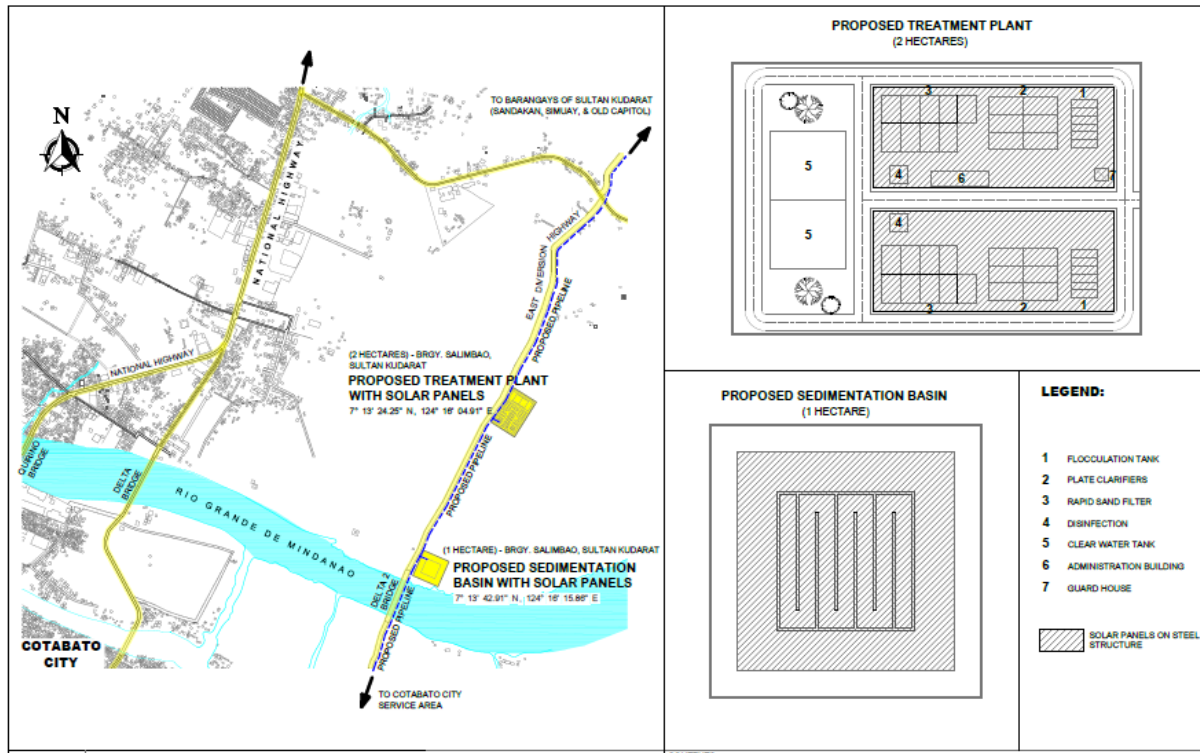 N
TO BARANGAYS OF SULTAN KUDARAT
(SANDAKAN, SIMUAY, & OLD CAPITOL)
NATIONAL HIGHWAY
EAST DIVERSION HIGHWAY
PROPOSED PIPELINE
NATIONAL HIGHWAY
(2 HECTARES) - BRGY. SALIMBAO,
SULTAN KUDARAT
PROPOSED TREATMENT PLANT
WITH SOLAR PANELS
7° 13' 24.25" N, 124° 16' 04.91" E
PROPOSED PIPELINE
QUIRINO
BRIDGE
DELTA
BRIDGE
RIO GRANDE DE MINDANAO
(1 HECTARE) - BRGY. SALIMBAO, SULTAN KUDARAT
PROPOSED SEDIMENTATION
BASIN WITH SOLAR PANELS
7° 13' 42.91" N, 124° 16' 15.86" E
DELTA 2
BRIDGE
PROPOSED PIPELINE
COTABATO
CITY
TO COTABATO CITY
SERVICE AREA
PROPOSED TREATMENT PLANT
(2 HECTARES)
3
2
1
5
4
6
7
5
4
3
2
1
PROPOSED SEDIMENTATION BASIN
(1 HECTARE)
LEGEND:
1 FLOCCULATION TANK
2 PLATE CLARIFIERS
3 RAPID SAND FILTER
4 DISINFECTION
5 CLEAR WATER TANK
6 ADMINISTRATION BUILDING
7 GUARD HOUSE
SOLAR PANELS ON STEEL
STRUCTURE